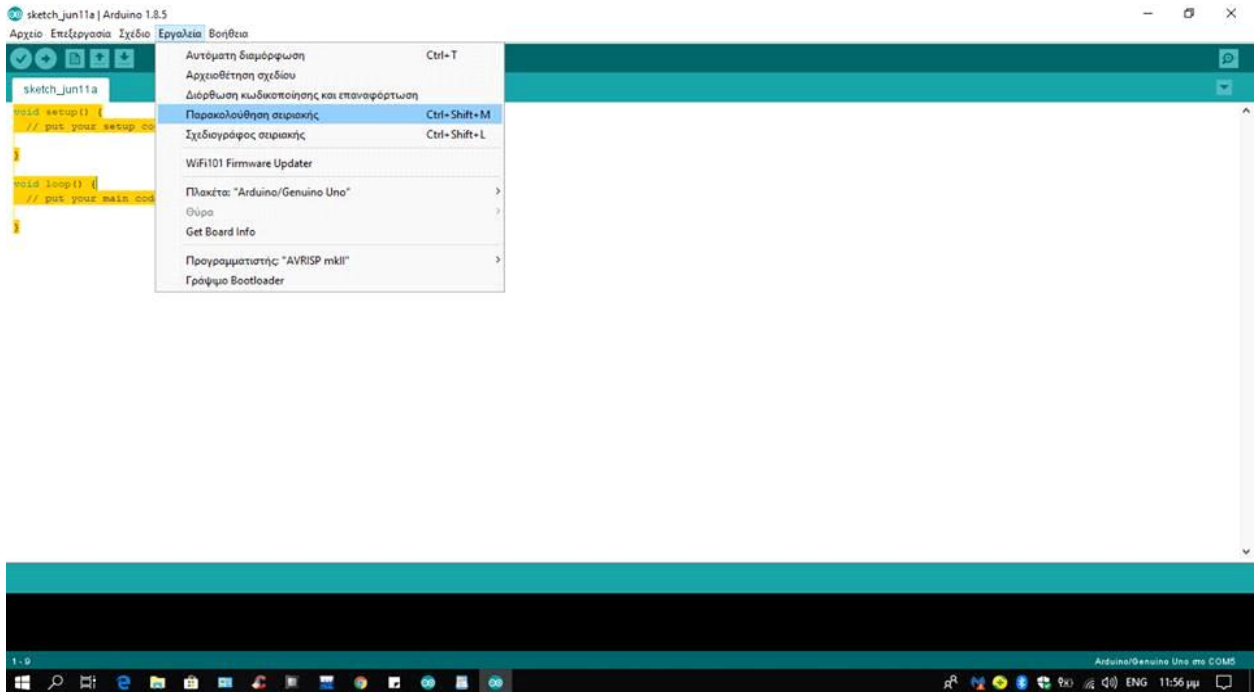 sketch_jun11a | Arduino 1.8.5
Αρχείο Επεξεργασία Σχέδιο Εργαλεία Βοήθεια
sketch_jun11a
void setup() {
// put your setup co
}
void loop() {
// put your main cod
}
Αυτόματη διαμόρφωση Ctrl+T
Αρχειοθέτηση σχεδίου
Διόρθωση κωδικοποίησης και επαναφόρτωση
Παρακολούθηση σειριακής Ctrl+Shift+M
Σχεδιογράφος σειριακής Ctrl+Shift+L
WiFi101 Firmware Updater
Πλακέτα: "Arduino/Genuino Uno"
Θύρα
Get Board Info
Προγραμματιστής: "AVRISP mkII"
Γράψιμο Bootloader
1 - 9
Arduino/Genuino Uno στο COM5
ENG 11:56 μμ